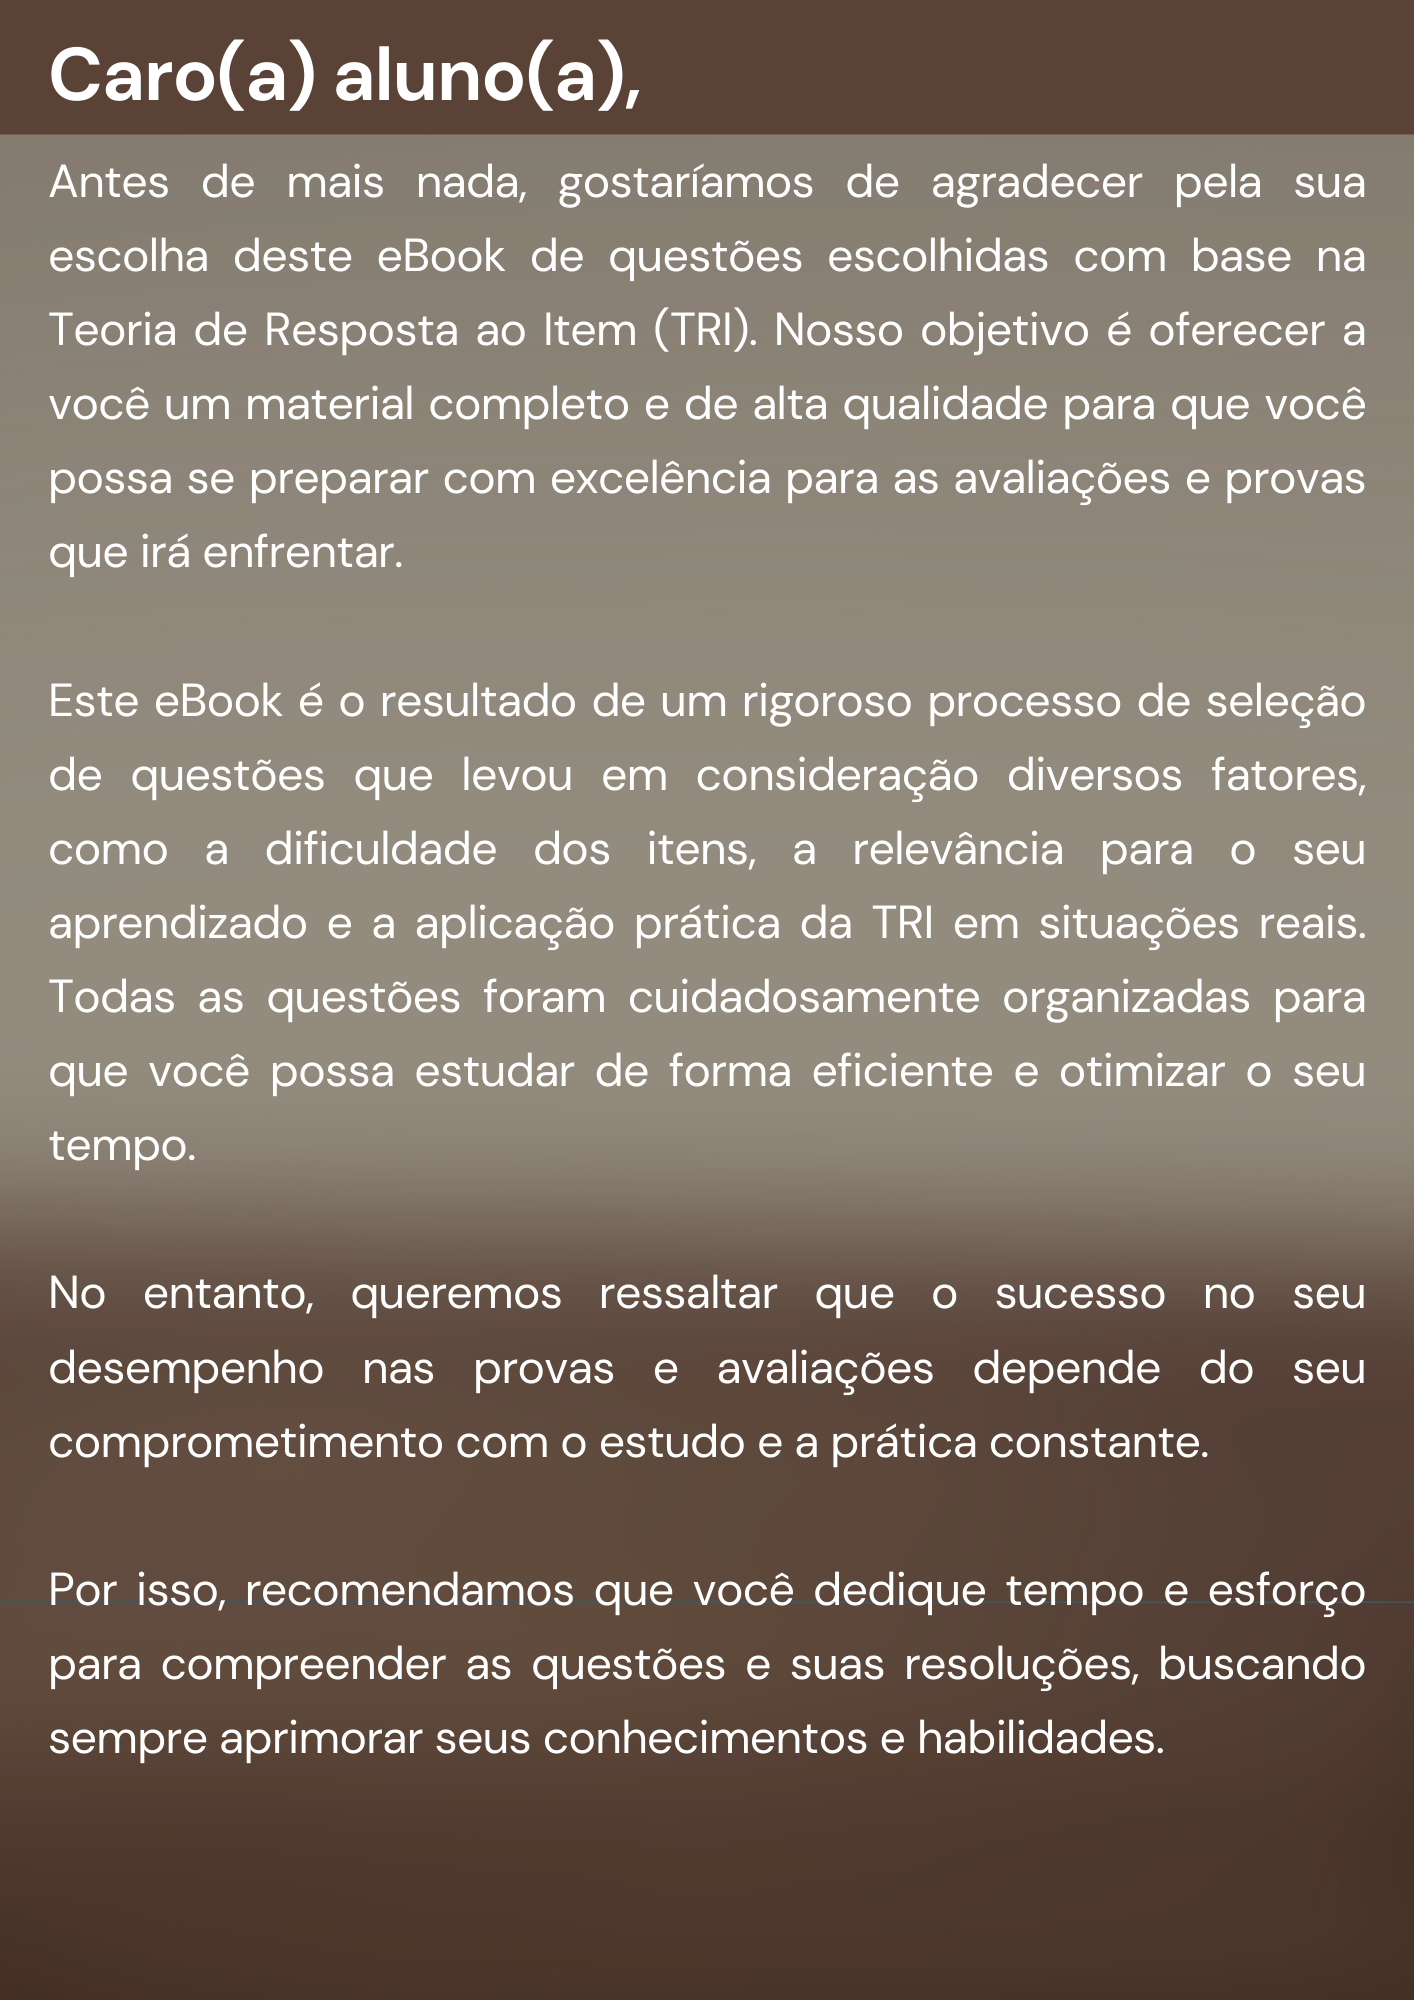 Caro(a) aluno(a),
Antes de mais nada, gostaríamos de agradecer pela sua
escolha deste eBook de questões escolhidas com base na
Teoria de Resposta ao Item (TRI). Nosso objetivo é oferecer a
você um material completo e de alta qualidade para que você
possa se preparar com excelência para as avaliações e provas
que irá enfrentar.
Este eBook é o resultado de um rigoroso processo de seleção
de questões que levou em consideração diversos fatores,
como a dificuldade dos itens, a relevância para o seu
aprendizado e a aplicação prática da TRI em situações reais.
Todas as questões foram cuidadosamente organizadas para
que você possa estudar de forma eficiente e otimizar o seu
tempo.
No entanto, queremos ressaltar que o sucesso no seu
desempenho nas provas e avaliações depende do seu
comprometimento com o estudo e a prática constante.
Por isso, recomendamos que você dedique tempo e esforço
para compreender as questões e suas resoluções, buscando
sempre aprimorar seus conhecimentos e habilidades.